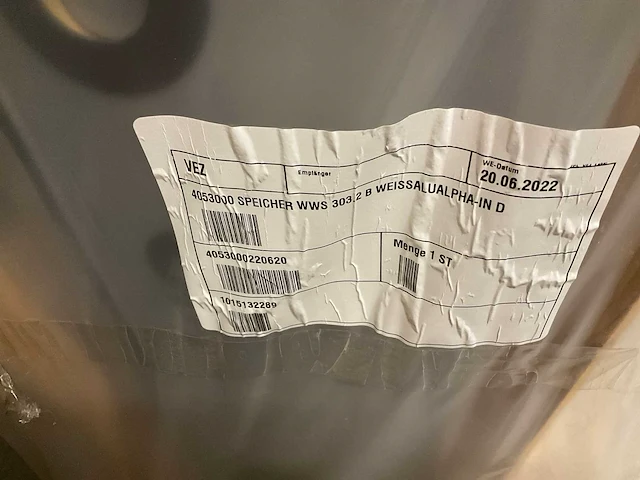 VEZ
Empfänger
WE-Datum
20.06.2022
4053000 SPEICHER WWS 303.2 B WEISSALUALPHA-IN D
4053000220620
Menge 1 ST
1015132289